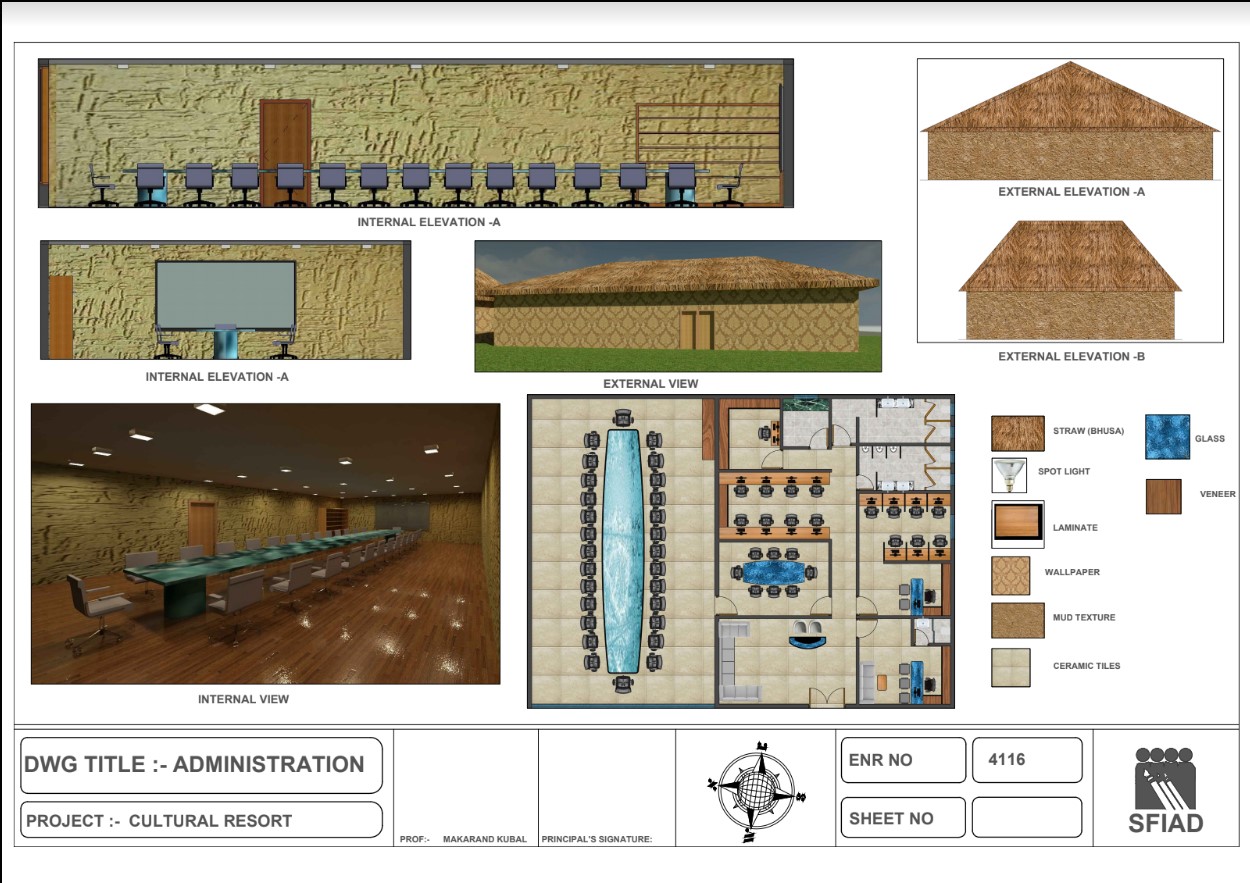 INTERNAL ELEVATION -A
EXTERNAL ELEVATION -A
INTERNAL ELEVATION -A
EXTERNAL VIEW
EXTERNAL ELEVATION -B
STRAW (BHUSA)
GLASS
SPOT LIGHT
VENEER
LAMINATE
WALLPAPER
MUD TEXTURE
CERAMIC TILES
INTERNAL VIEW
DWG TITLE :- ADMINISTRATION
PROJECT :- CULTURAL RESORT
PROF:- MAKARAND KUBAL
PRINCIPAL'S SIGNATURE:
ENR NO
4116
SHEET NO
SFIAD